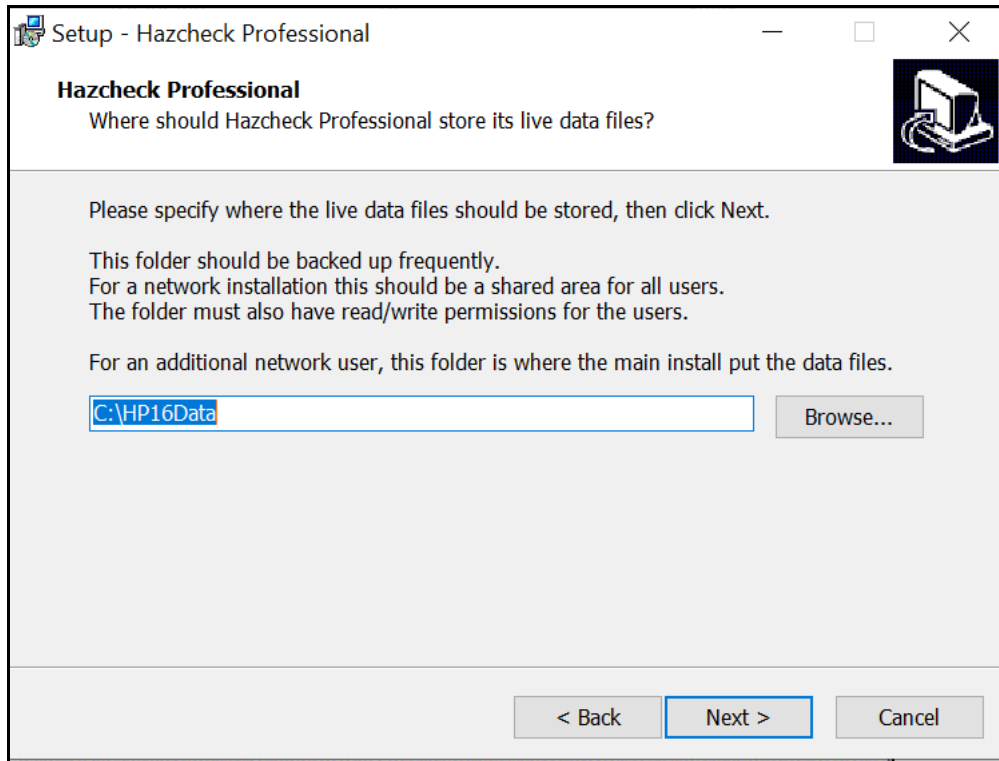 Setup - Hazcheck Professional
Hazcheck Professional
Where should Hazcheck Professional store its live data files?
Please specify where the live data files should be stored, then click Next.
This folder should be backed up frequently.
For a network installation this should be a shared area for all users.
The folder must also have read/write permissions for the users.
For an additional network user, this folder is where the main install put the data files.
C:\HP16Data
Browse...
< Back
Next >
Cancel